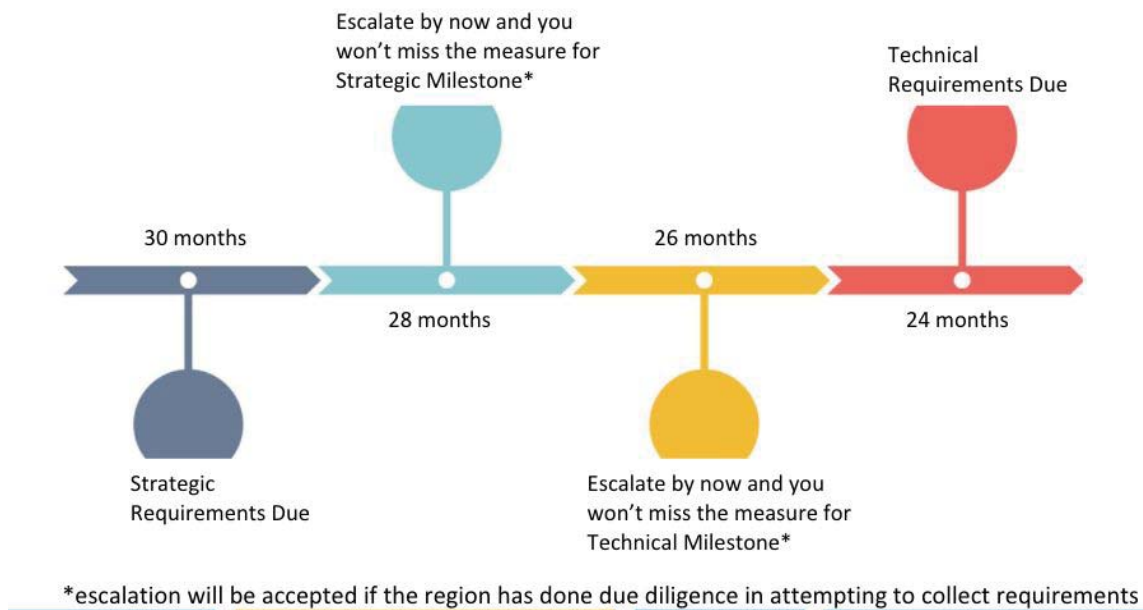 Escalate by now and you
won’t miss the measure for
Strategic Milestone*
Technical
Requirements Due
30 months
26 months
28 months
24 months
Strategic
Requirements Due
Escalate by now and you
won’t miss the measure for
Technical Milestone*
*escalation will be accepted if the region has done due diligence in attempting to collect requirements